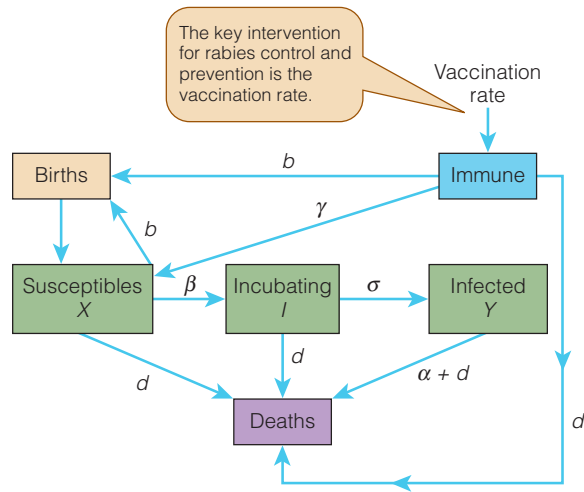 The key intervention
for rabies control and
prevention is the
vaccination rate.
Vaccination
rate
Births
b
Immune
γ
b
Susceptibles
X
β
Incubating
I
σ
Infected
Y
d
d
α + d
d
Deaths